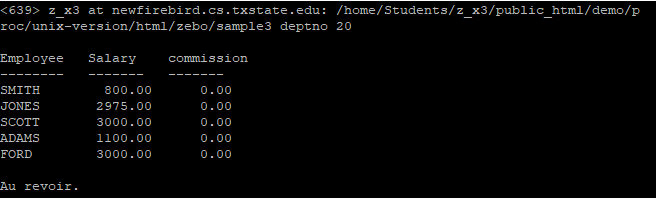 <639> z_x3 at newfirebird.cs.txstate.edu: /home/Students/z_x3/public_html/demo/p
roc/unix-version/html/zebo/sample3 deptno 20
Employee   Salary    commission
--------   -------   -------
SMITH        800.00      0.00
JONES       2975.00      0.00
SCOTT       3000.00      0.00
ADAMS       1100.00      0.00
FORD        3000.00      0.00
Au revoir.